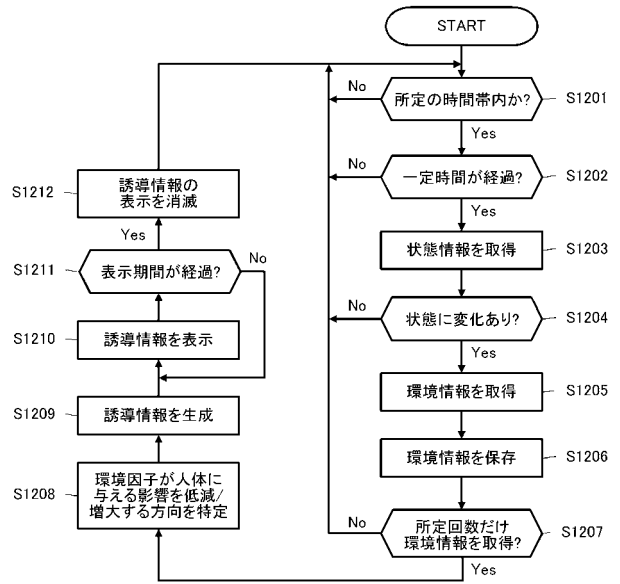 START
所定の時間帯内か?
S1201
No
Yes
一定時間が経過?
S1202
No
Yes
状態情報を取得
S1203
状態に変化あり?
S1204
No
Yes
環境情報を取得
S1205
環境情報を保存
S1206
所定回数だけ
環境情報を取得?
S1207
No
Yes
環境因子が人体に
与える影響を低減/
増大する方向を特定
S1208
誘導情報を生成
S1209
誘導情報を表示
S1210
表示期間が経過?
S1211
No
Yes
誘導情報の
表示を消滅
S1212